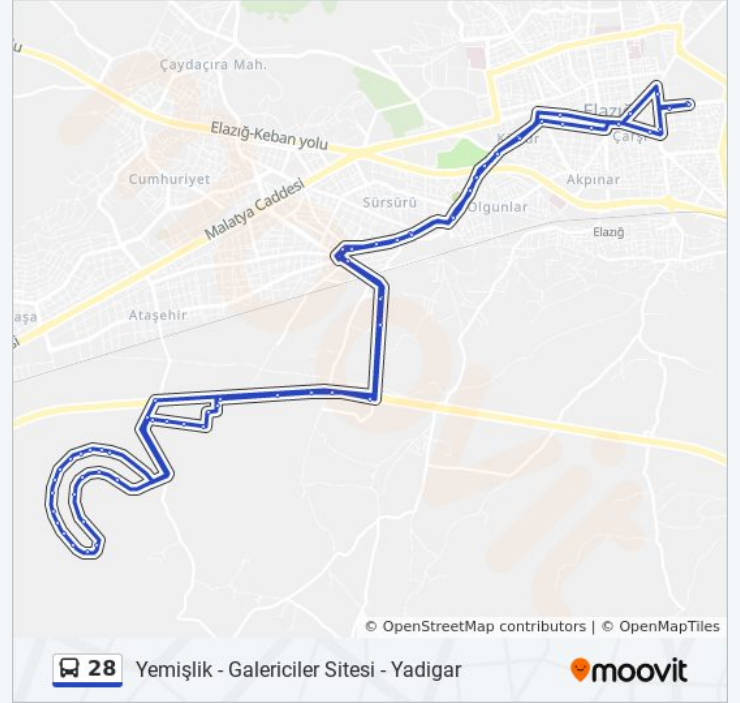 Çaydaçıra Mah.
Elazığ-Keban yolu
Cumhuriyet
Malatya Caddesi
Sürsürü
Akpınar
Olgunlar
Elazığ
Ataşehir
© OpenStreetMap contributors | © OpenMapTiles
28 Yemişlik - Galericiler Sitesi - Yadigar
moovit